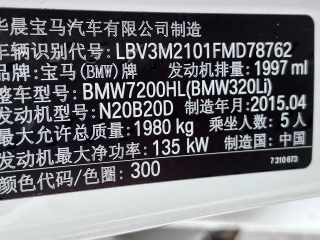 华晨宝马汽车有限公司制造
车辆识别代号: LBV3M2101FMD78762
品牌: 宝马(BMW)牌 发动机排量: 1997 ml
整车型号: BMW7200HL(BMW320Li)
发动机型号: N20B20D 制造年月: 2015.04
最大允许总质量: 1980 kg 乘坐人数: 5 人
发动机最大净功率: 135 kW 制造国: 中国
颜色代码/色圈: 300 7 310 673